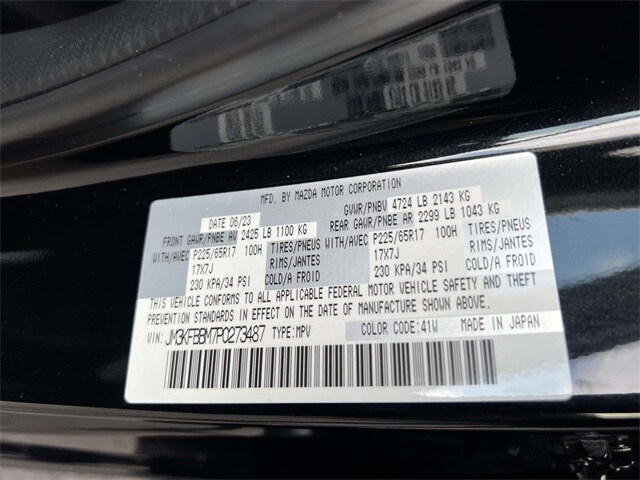 MFD. BY MAZDA MOTOR CORPORATION
DATE 06/23 GVWR/PNBV 4724 LB 2143 KG
FRONT GAWR/PNBE AV 2425 LB 1100 KG REAR GAWR/PNBE AR 2299 LB 1043 KG
WITH/AVEC P225/65R17 100H TIRES/PNEUS WITH/AVEC P225/65R17 100H TIRES/PNEUS
17X7J RIMS/JANTES 17X7J RIMS/JANTES
230 KPA/34 PSI COLD/A FROID 230 KPA/34 PSI COLD/A FROID
THIS VEHICLE CONFORMS TO ALL APPLICABLE FEDERAL MOTOR VEHICLE SAFETY AND THEFT
PREVENTION STANDARDS IN EFFECT ON THE DATE OF MANUFACTURE SHOWN ABOVE.
VIN: JM3KFBBM7P0273487 TYPE:MPV COLOR CODE:41W MADE IN JAPAN